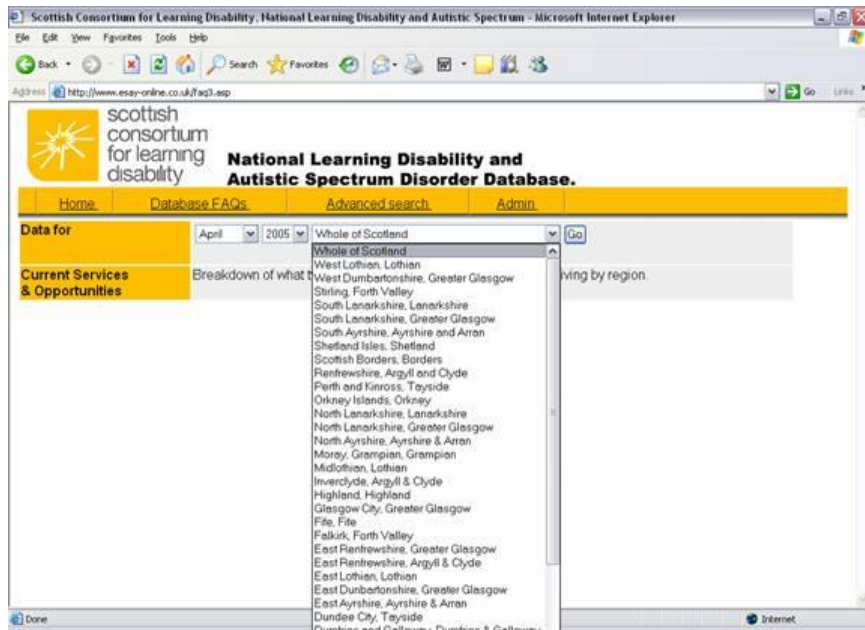 Scottish Consortium for Learning Disability, National Learning Disability and Autistic Spectrum - Microsoft Internet Explorer
File Edit View Favorites Tools Help
Back Search Favorites
Address http://www.esay-online.co.uk/faq3.asp Go Links
scottish
consortium
for learning
disability
National Learning Disability and
Autistic Spectrum Disorder Database.
Home Database FAQs Advanced search Admin
Data for April 2005 Whole of Scotland Go
Current Services
& Opportunities
Breakdown of what iving by region.
Whole of Scotland
West Lothian, Lothian
West Dumbartonshire, Greater Glasgow
Stirling, Forth Valley
South Lanarkshire, Lanarkshire
South Lanarkshire, Greater Glasgow
South Ayrshire, Ayrshire and Arran
Shetland Isles, Shetland
Scottish Borders, Borders
Renfrewshire, Argyll and Clyde
Perth and Kinross, Tayside
Orkney Islands, Orkney
North Lanarkshire, Lanarkshire
North Lanarkshire, Greater Glasgow
North Ayrshire, Ayrshire & Arran
Moray, Grampian, Grampian
Midlothian, Lothian
Inverclyde, Argyll & Clyde
Highland, Highland
Glasgow City, Greater Glasgow
Fife, Fife
Falkirk, Forth Valley
East Renfrewshire, Greater Glasgow
East Renfrewshire, Argyll & Clyde
East Lothian, Lothian
East Dunbartonshire, Greater Glasgow
East Ayrshire, Ayrshire & Arran
Dundee City, Tayside
Dumfries and Galloway, Dumfries & Galloway
Done Internet